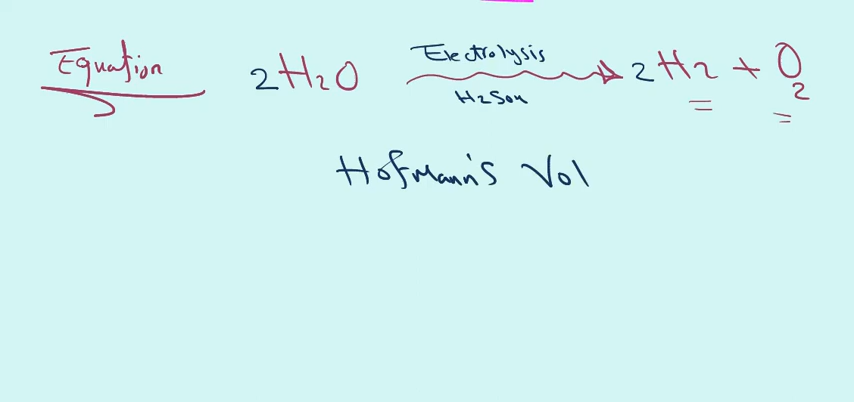 Equation 2H2O Electrolysis H2SO4 2H2 + O2
Hofmann's Vol